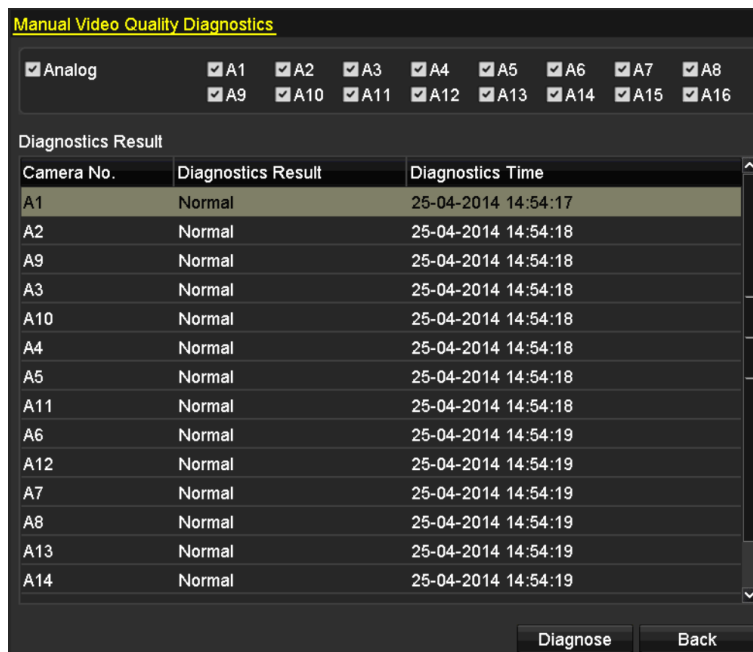 Manual Video Quality Diagnostics
Analog A1 A2 A3 A4 A5 A6 A7 A8
A9 A10 A11 A12 A13 A14 A15 A16
Diagnostics Result
Camera No. Diagnostics Result Diagnostics Time
A1 Normal 25-04-2014 14:54:17
A2 Normal 25-04-2014 14:54:18
A9 Normal 25-04-2014 14:54:18
A3 Normal 25-04-2014 14:54:18
A10 Normal 25-04-2014 14:54:18
A4 Normal 25-04-2014 14:54:18
A5 Normal 25-04-2014 14:54:18
A11 Normal 25-04-2014 14:54:18
A6 Normal 25-04-2014 14:54:19
A12 Normal 25-04-2014 14:54:19
A7 Normal 25-04-2014 14:54:19
A8 Normal 25-04-2014 14:54:19
A13 Normal 25-04-2014 14:54:19
A14 Normal 25-04-2014 14:54:19
Diagnose Back